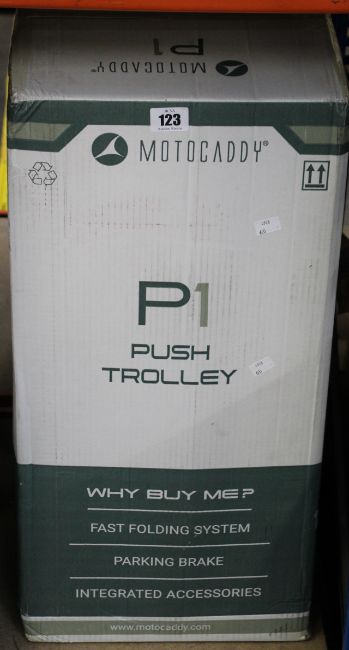 P1
MOTOCADDY®
123
MOTOCADDY®
P1
PUSH
TROLLEY
WHY BUY ME?
FAST FOLDING SYSTEM
PARKING BRAKE
INTEGRATED ACCESSORIES
www.motocaddy.com